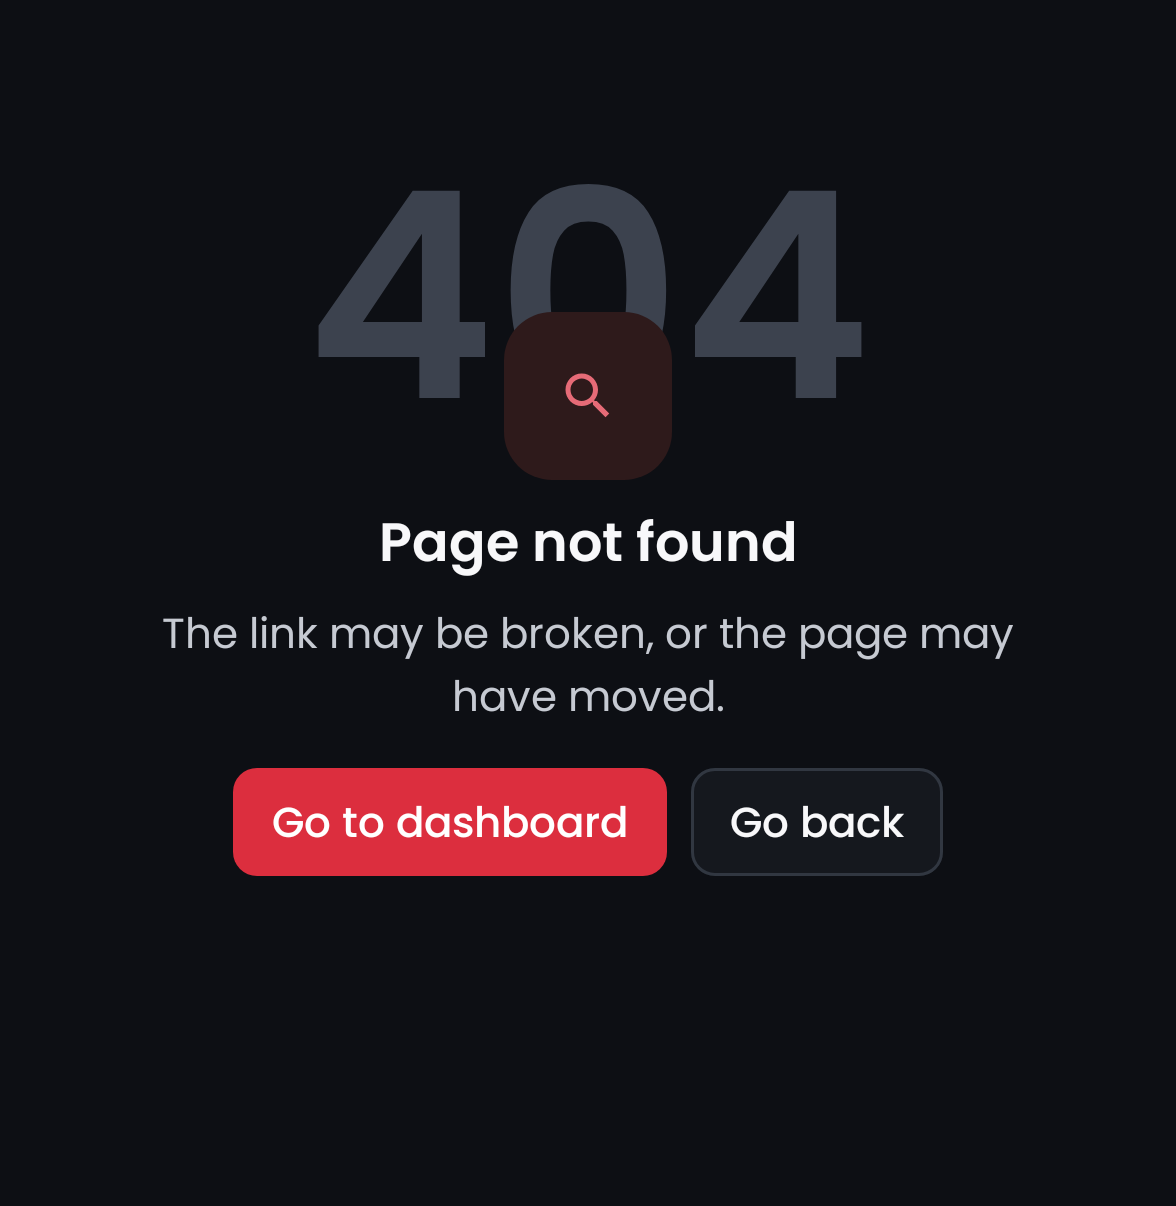 404
Page not found
The link may be broken, or the page may
have moved.
Go to dashboard
Go back